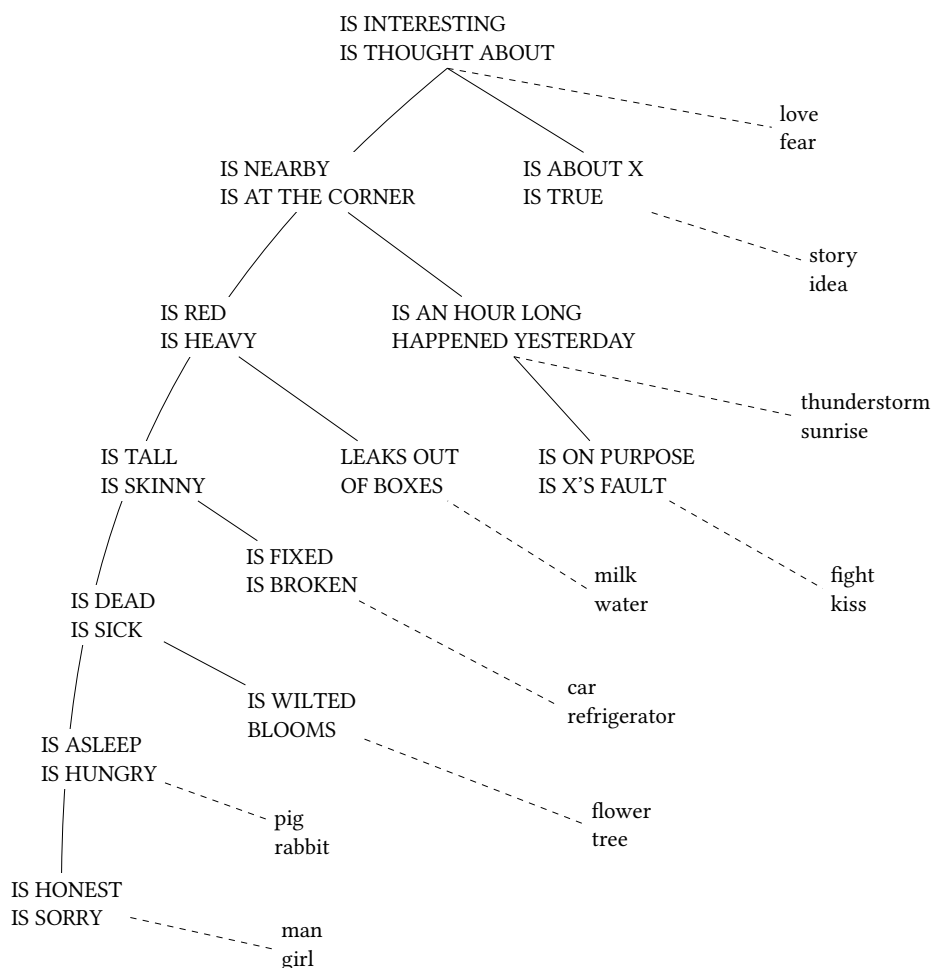 IS INTERESTING
IS THOUGHT ABOUT
love
fear
IS NEARBY
IS AT THE CORNER
IS ABOUT X
IS TRUE
story
idea
IS RED
IS HEAVY
IS AN HOUR LONG
HAPPENED YESTERDAY
thunderstorm
sunrise
IS TALL
IS SKINNY
LEAKS OUT
OF BOXES
IS ON PURPOSE
IS X'S FAULT
IS FIXED
IS BROKEN
milk
water
fight
kiss
IS DEAD
IS SICK
car
refrigerator
IS WILTED
BLOOMS
IS ASLEEP
IS HUNGRY
flower
tree
pig
rabbit
IS HONEST
IS SORRY
man
girl